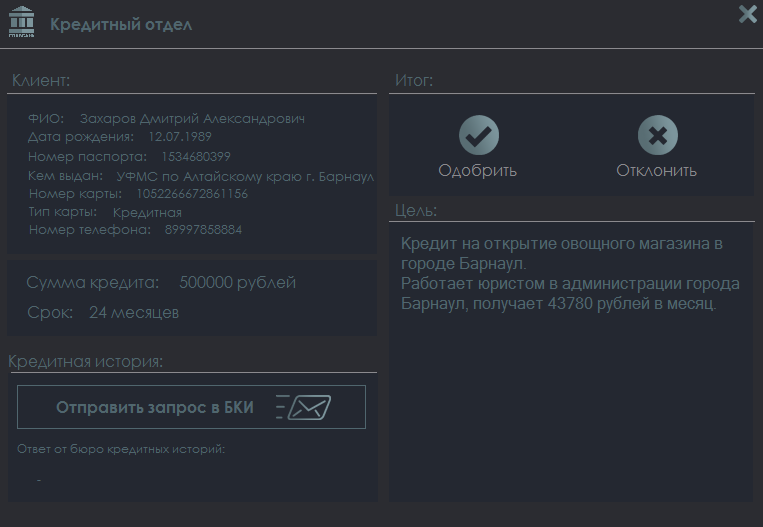 Кредитный отдел
Клиент:
ФИО: Захаров Дмитрий Александрович
Дата рождения: 12.07.1989
Номер паспорта: 1534680399
Кем выдан: УФМС по Алтайскому краю г. Барнаул
Номер карты: 1052266672861156
Тип карты: Кредитная
Номер телефона: 89997858884
Сумма кредита: 500000 рублей
Срок: 24 месяцев
Кредитная история:
Отправить запрос в БКИ
Ответ от бюро кредитных историй:
-
Итог:
Одобрить
Отклонить
Цель:
Кредит на открытие овощного магазина в
городе Барнаул.
Работает юристом в администрации города
Барнаул, получает 43780 рублей в месяц.